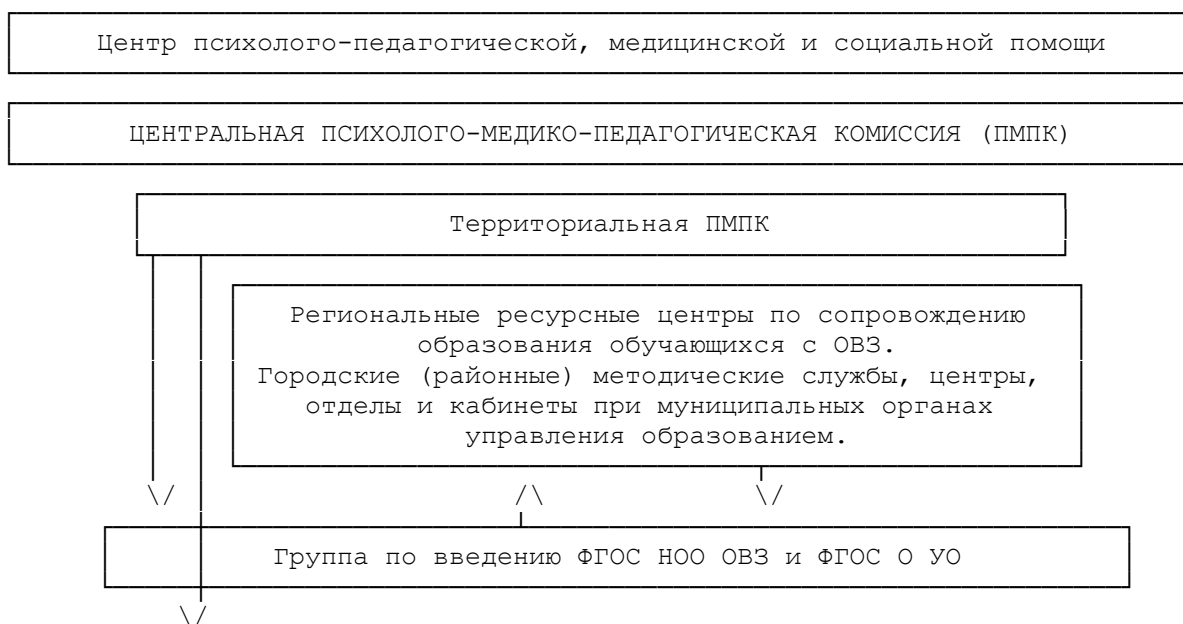 Центр психолого-педагогической, медицинской и социальной помощи
ЦЕНТРАЛЬНАЯ ПСИХОЛОГО-МЕДИКО-ПЕДАГОГИЧЕСКАЯ КОМИССИЯ (ПМПК)
Территориальная ПМПК
Региональные ресурсные центры по сопровождению
образования обучающихся с ОВЗ.
Городские (районные) методические службы, центры,
отделы и кабинеты при муниципальных органах
управления образованием.
Группа по введению ФГОС НОО ОВЗ и ФГОС О УО